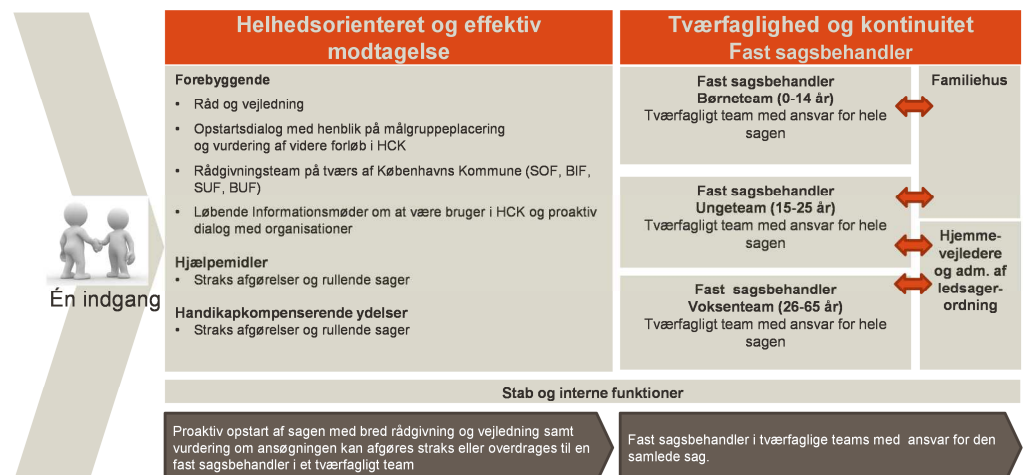 Helhedsorienteret og effektiv
modtagelse
Tværfaglighed og kontinuitet
Fast sagsbehandler
Én indgang
Forebyggende
• Råd og vejledning
• Opstartsdialog med henblik på målgruppeplacering
og vurdering af videre forløb i HCK
• Rådgivningsteam på tværs af Københavns Kommune (SOF, BIF,
SUF, BUF)
• Løbende Informationsmøder om at være bruger i HCK og proaktiv
dialog med organisationer
Hjælpemidler
• Straks afgørelser og rullende sager
Handikapkompenserende ydelser
• Straks afgørelser og rullende sager
Fast sagsbehandler
Børneteam (0-14 år)
Tværfagligt team med ansvar for hele
sagen
Fast sagsbehandler
Ungeteam (15-25 år)
Tværfagligt team med ansvar for hele
sagen
Fast sagsbehandler
Voksenteam (26-65 år)
Tværfagligt team med ansvar for hele
sagen
Familiehus
Hjemme-
vejledere
og adm. af
ledsager-
ordning
Stab og interne funktioner
Proaktiv opstart af sagen med bred rådgivning og vejledning samt
vurdering om ansøgningen kan afgøres straks eller overdrages til en
fast sagsbehandler i et tværfagligt team
Fast sagsbehandler i tværfaglige teams med ansvar for den
samlede sag.